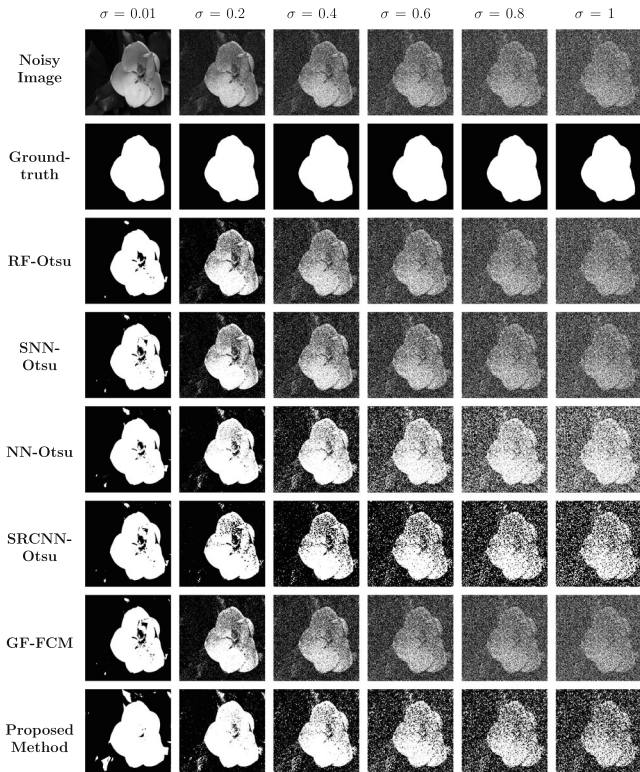 σ = 0.01 σ = 0.2 σ = 0.4 σ = 0.6 σ = 0.8 σ = 1
Noisy
Image
Ground-
truth
RF-Otsu
SNN-
Otsu
NN-Otsu
SRCNN-
Otsu
GF-FCM
Proposed
Method